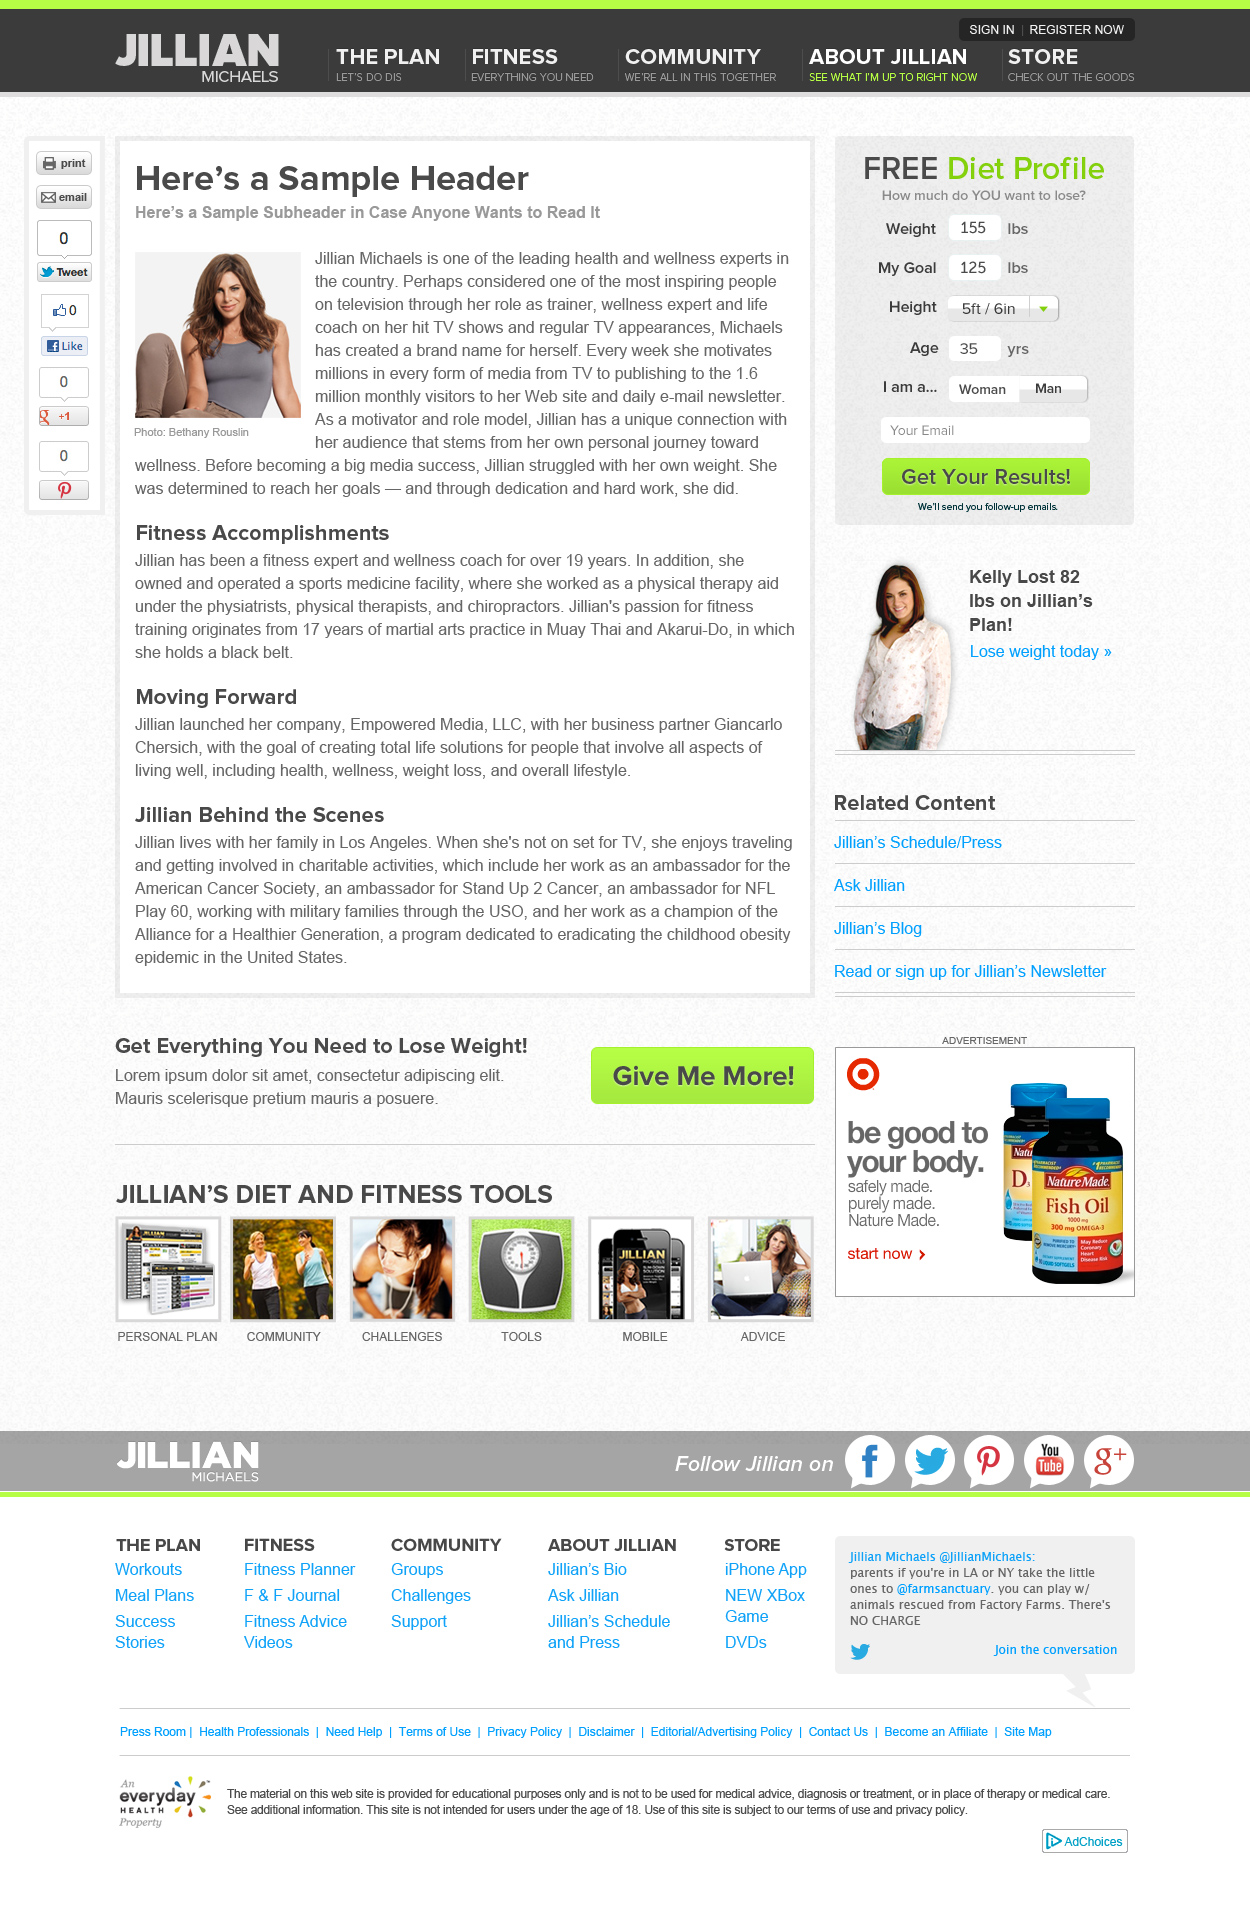 SIGN IN | REGISTER NOW
JILLIAN
MICHAELS
THE PLAN
LET'S DO DIS
FITNESS
EVERYTHING YOU NEED
COMMUNITY
WE'RE ALL IN THIS TOGETHER
ABOUT JILLIAN
SEE WHAT I'M UP TO RIGHT NOW
STORE
CHECK OUT THE GOODS
print
email
0
Tweet
0
Like
0
+1
0
Here's a Sample Header
Here's a Sample Subheader in Case Anyone Wants to Read It
Jillian Michaels is one of the leading health and wellness experts in
the country. Perhaps considered one of the most inspiring people
on television through her role as trainer, wellness expert and life
coach on her hit TV shows and regular TV appearances, Michaels
has created a brand name for herself. Every week she motivates
millions in every form of media from TV to publishing to the 1.6
million monthly visitors to her Web site and daily e-mail newsletter.
As a motivator and role model, Jillian has a unique connection with
her audience that stems from her own personal journey toward
wellness. Before becoming a big media success, Jillian struggled with her own weight. She
was determined to reach her goals — and through dedication and hard work, she did.
Photo: Bethany Rouslin
Fitness Accomplishments
Jillian has been a fitness expert and wellness coach for over 19 years. In addition, she
owned and operated a sports medicine facility, where she worked as a physical therapy aid
under the physiatrists, physical therapists, and chiropractors. Jillian's passion for fitness
training originates from 17 years of martial arts practice in Muay Thai and Akarui-Do, in which
she holds a black belt.
Moving Forward
Jillian launched her company, Empowered Media, LLC, with her business partner Giancarlo
Chersich, with the goal of creating total life solutions for people that involve all aspects of
living well, including health, wellness, weight loss, and overall lifestyle.
Jillian Behind the Scenes
Jillian lives with her family in Los Angeles. When she's not on set for TV, she enjoys traveling
and getting involved in charitable activities, which include her work as an ambassador for the
American Cancer Society, an ambassador for Stand Up 2 Cancer, an ambassador for NFL
Play 60, working with military families through the USO, and her work as a champion of the
Alliance for a Healthier Generation, a program dedicated to eradicating the childhood obesity
epidemic in the United States.
FREE Diet Profile
How much do YOU want to lose?
Weight 155 lbs
My Goal 125 lbs
Height 5ft / 6in
Age 35 yrs
I am a... Woman Man
Your Email
Get Your Results!
We'll send you follow-up emails.
Kelly Lost 82
lbs on Jillian's
Plan!
Lose weight today »
Related Content
Jillian's Schedule/Press
Ask Jillian
Jillian's Blog
Read or sign up for Jillian's Newsletter
Get Everything You Need to Lose Weight!
Lorem ipsum dolor sit amet, consectetur adipiscing elit.
Mauris scelerisque pretium mauris a posuere.
Give Me More!
ADVERTISEMENT
be good to
your body.
safely made.
purely made.
Nature Made.
start now
Nature Made
Fish Oil
1000 mg
300 mg OMEGA-3
May Reduce
Coronary
Heart
Disease Risk
JILLIAN'S DIET AND FITNESS TOOLS
JILLIAN
PERSONAL PLAN
COMMUNITY
CHALLENGES
TOOLS
MOBILE
ADVICE
JILLIAN
MICHAELS
Follow Jillian on
f
You
Tube
g+
THE PLAN
Workouts
Meal Plans
Success
Stories
FITNESS
Fitness Planner
F & F Journal
Fitness Advice
Videos
COMMUNITY
Groups
Challenges
Support
ABOUT JILLIAN
Jillian's Bio
Ask Jillian
Jillian's Schedule
and Press
STORE
iPhone App
NEW XBox
Game
DVDs
Jillian Michaels @JillianMichaels:
parents if you're in LA or NY take the little
ones to @farmsanctuary. you can play w/
animals rescued from Factory Farms. There's
NO CHARGE
Join the conversation
Press Room | Health Professionals | Need Help | Terms of Use | Privacy Policy | Disclaimer | Editorial/Advertising Policy | Contact Us | Become an Affiliate | Site Map
An
everyday
HEALTH
Property
The material on this web site is provided for educational purposes only and is not to be used for medical advice, diagnosis or treatment, or in place of therapy or medical care.
See additional information. This site is not intended for users under the age of 18. Use of this site is subject to our terms of use and privacy policy.
AdChoices